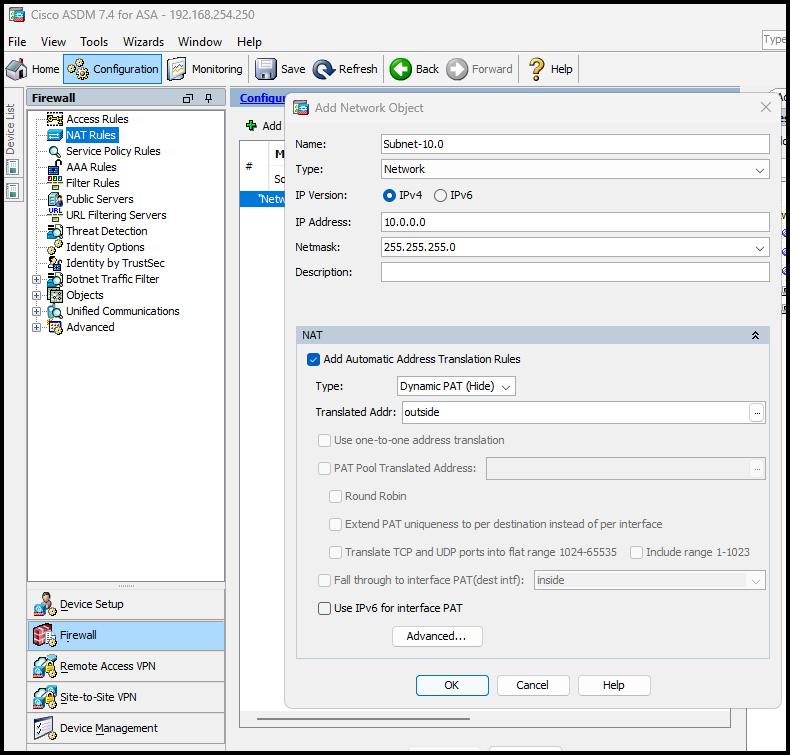 Cisco ASDM 7.4 for ASA - 192.168.254.250
File View Tools Wizards Window Help
Type
Home Configuration Monitoring Save Refresh Back Forward Help
Device List
Firewall
Access Rules
NAT Rules
Service Policy Rules
AAA Rules
Filter Rules
Public Servers
URL Filtering Servers
Threat Detection
Identity Options
Identity by TrustSec
Botnet Traffic Filter
Objects
Unified Communications
Advanced
Device Setup
Firewall
Remote Access VPN
Site-to-Site VPN
Device Management
Configur
Add
#
M
So
"Netw
Add Network Object
Name: Subnet-10.0
Type: Network
IP Version: IPv4 IPv6
IP Address: 10.0.0.0
Netmask: 255.255.255.0
Description:
NAT
Add Automatic Address Translation Rules
Type: Dynamic PAT (Hide)
Translated Addr: outside ...
Use one-to-one address translation
PAT Pool Translated Address: ...
Round Robin
Extend PAT uniqueness to per destination instead of per interface
Translate TCP and UDP ports into flat range 1024-65535 Include range 1-1023
Fall through to interface PAT(dest intf): inside
Use IPv6 for interface PAT
Advanced...
OK Cancel Help